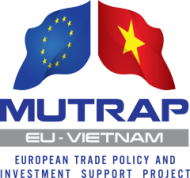 MUTRAP
EU-VIETNAM
EUROPEAN TRADE POLICY AND
INVESTMENT SUPPORT PROJECT